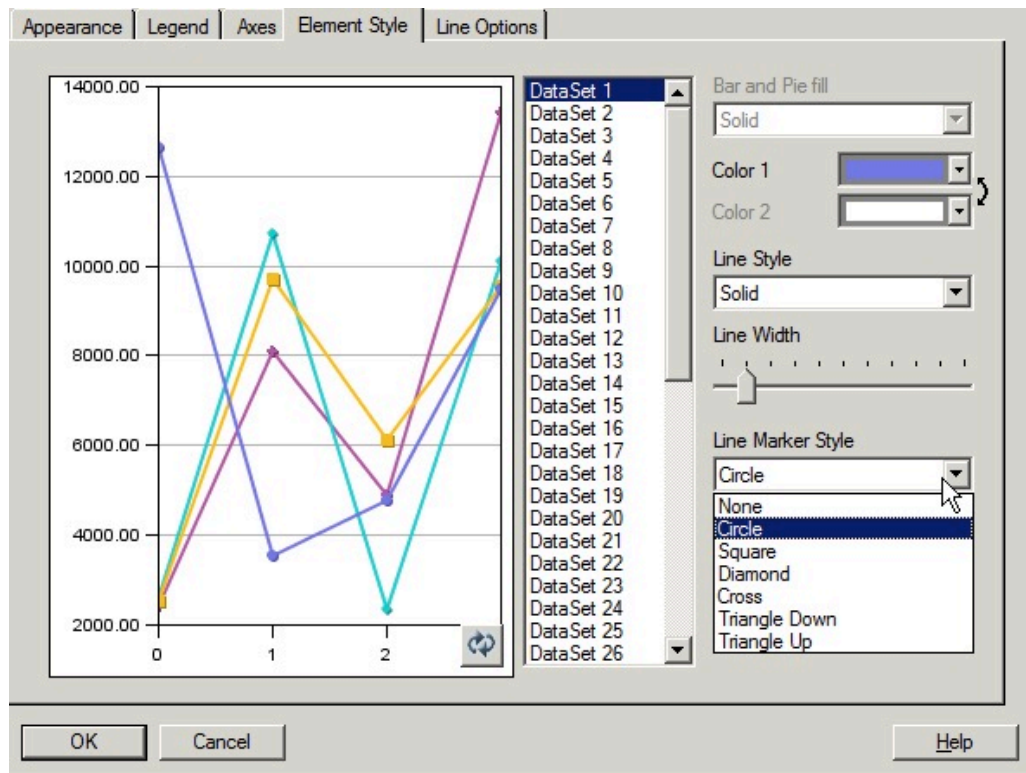 Appearance Legend Axes Element Style Line Options
14000.00
12000.00
10000.00
8000.00
6000.00
4000.00
2000.00
0 1 2
DataSet 1
DataSet 2
DataSet 3
DataSet 4
DataSet 5
DataSet 6
DataSet 7
DataSet 8
DataSet 9
DataSet 10
DataSet 11
DataSet 12
DataSet 13
DataSet 14
DataSet 15
DataSet 16
DataSet 17
DataSet 18
DataSet 19
DataSet 20
DataSet 21
DataSet 22
DataSet 23
DataSet 24
DataSet 25
DataSet 26
Bar and Pie fill
Solid
Color 1
Color 2
Line Style
Solid
Line Width
Line Marker Style
Circle
None
Circle
Square
Diamond
Cross
Triangle Down
Triangle Up
OK Cancel Help